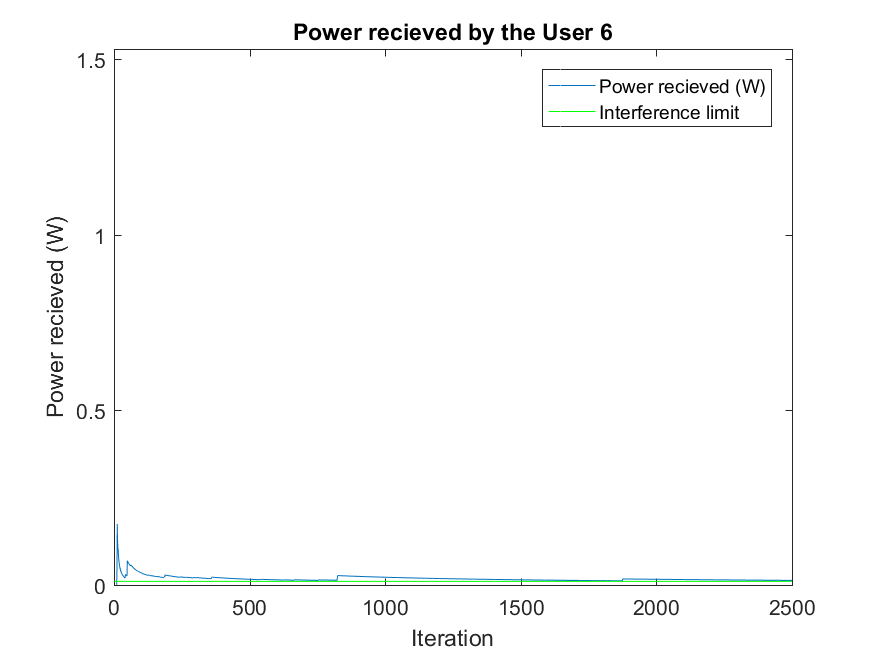 Power recieved by the User 6
1.5
Power recieved (W)
Interference limit
1
Power recieved (W)
0.5
0
0 500 1000 1500 2000 2500
Iteration